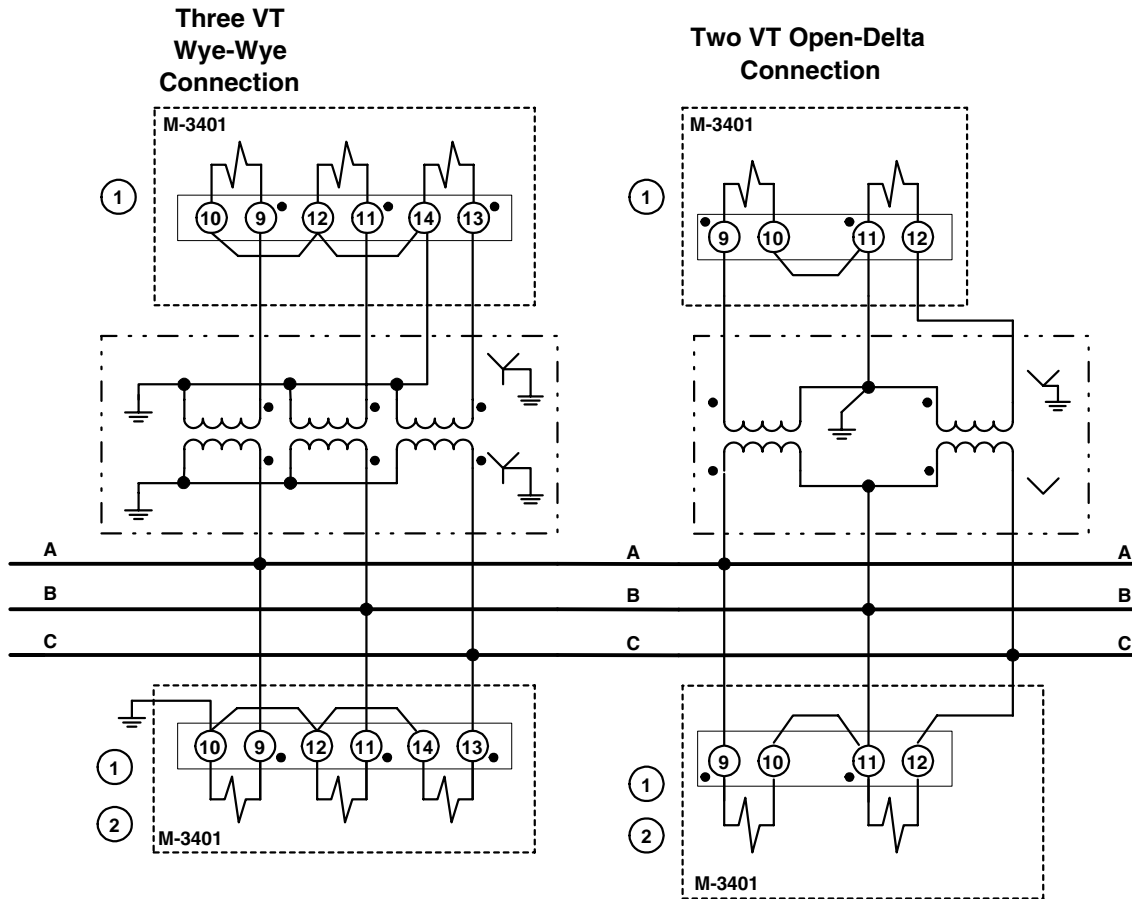 Three VT
Wye-Wye
Connection
Two VT Open-Delta
Connection
M-3401
M-3401
1
10 9 12 11 14 13
1
9 10 11 12
A A A
B B B
C C C
10 9 12 11 14 13
9 10 11 12
1
2
M-3401
1
2
M-3401